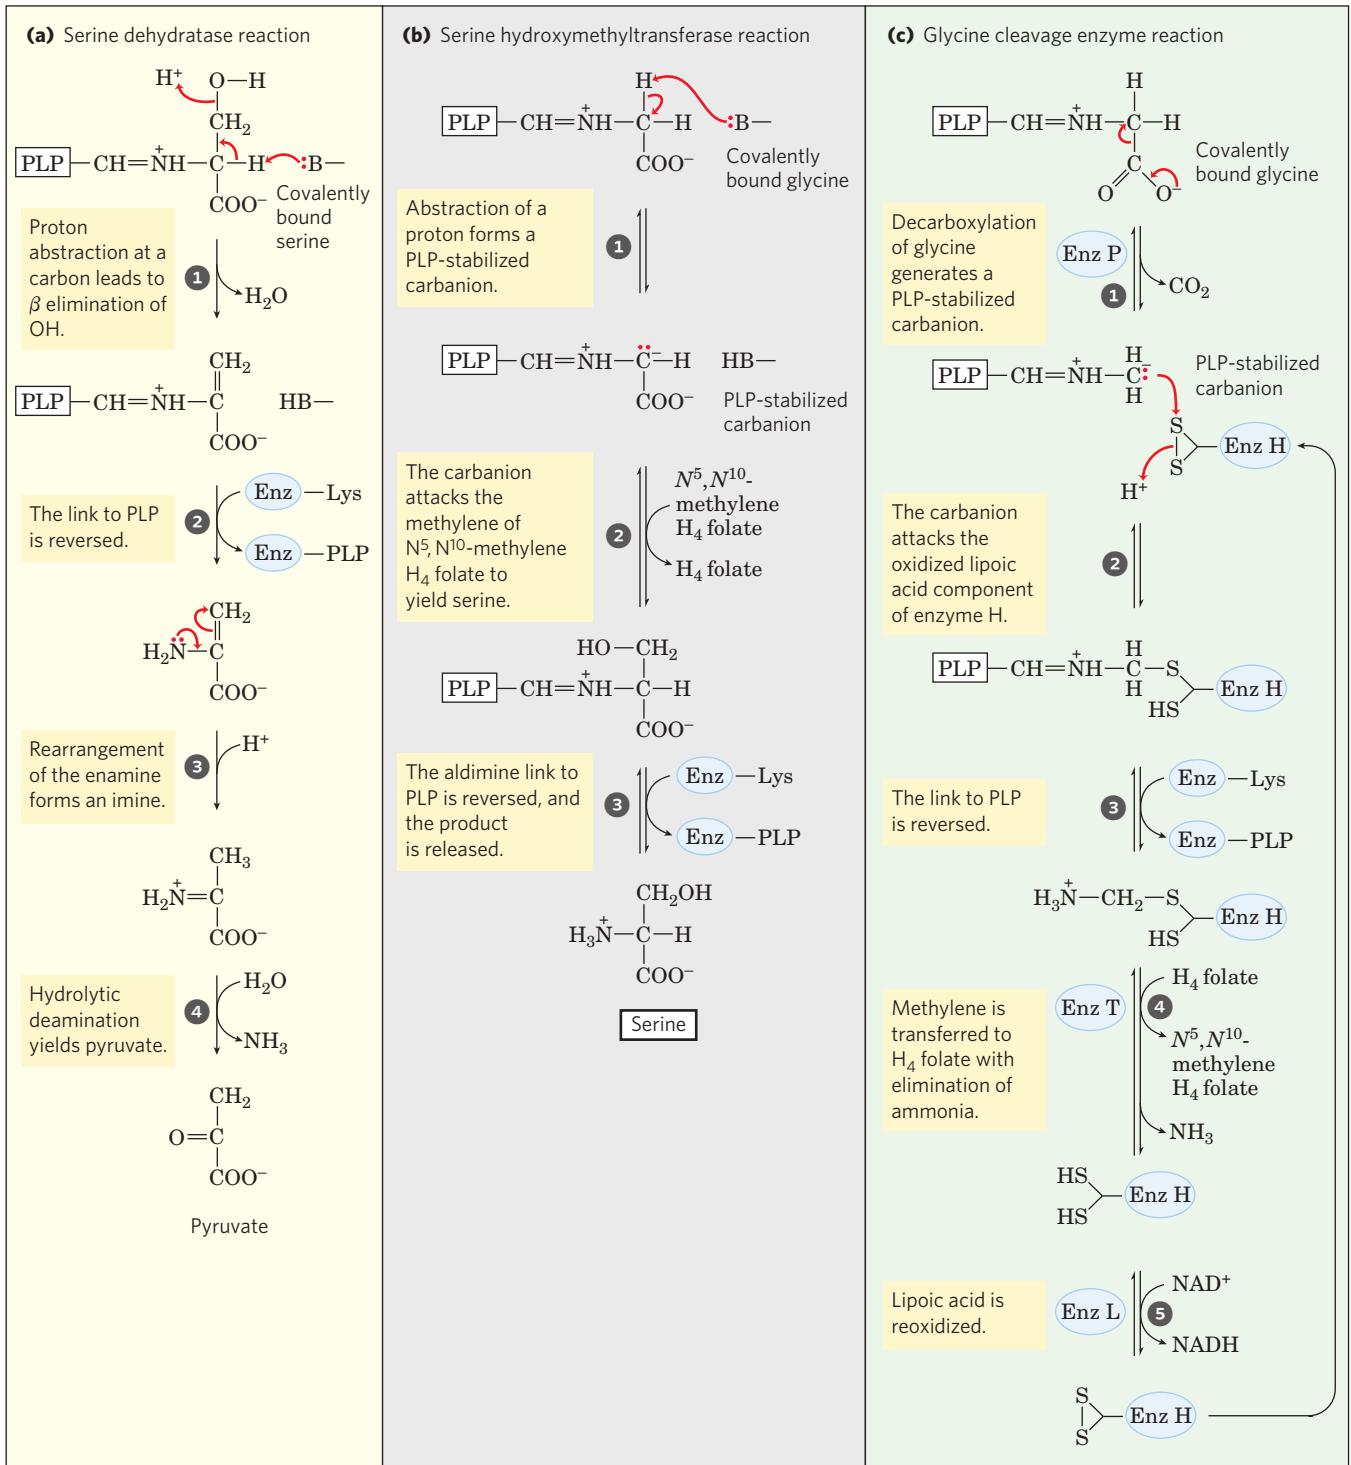 (a) Serine dehydratase reaction
H⁺ O—H
CH₂
PLP—CH=N⁺H—C—H :B—
COO⁻
Covalently
bound
serine
Proton
abstraction at a
carbon leads to
β elimination of
OH.
1
H₂O
CH₂
PLP—CH=N⁺H—C HB—
COO⁻
The link to PLP
is reversed.
2
Enz—Lys
Enz—PLP
CH₂
H₂N̈—C
COO⁻
Rearrangement
of the enamine
forms an imine.
3
H⁺
CH₃
H₂N⁺=C
COO⁻
Hydrolytic
deamination
yields pyruvate.
4
H₂O
NH₃
CH₂
O=C
COO⁻
Pyruvate
(b) Serine hydroxymethyltransferase reaction
H
PLP—CH=N⁺H—C—H :B—
COO⁻
Covalently
bound glycine
Abstraction of a
proton forms a
PLP-stabilized
carbanion.
1
PLP—CH=N⁺H—C̈⁻—H HB—
COO⁻
PLP-stabilized
carbanion
The carbanion
attacks the
methylene of
N⁵, N¹⁰-methylene
H₄ folate to
yield serine.
2
N⁵,N¹⁰-
methylene
H₄ folate
H₄ folate
HO—CH₂
PLP—CH=N⁺H—C—H
COO⁻
The aldimine link to
PLP is reversed, and
the product
is released.
3
Enz—Lys
Enz—PLP
CH₂OH
H₃N⁺—C—H
COO⁻
Serine
(c) Glycine cleavage enzyme reaction
H
PLP—CH=N⁺H—C—H
C
O O⁻
Covalently
bound glycine
Decarboxylation
of glycine
generates a
PLP-stabilized
carbanion.
Enz P
1
CO₂
H
PLP—CH=N⁺H—C:⁻
H
PLP-stabilized
carbanion
S
Enz H
S
H⁺
The carbanion
attacks the
oxidized lipoic
acid component
of enzyme H.
2
H
PLP—CH=N⁺H—C—S
H
Enz H
HS
The link to PLP
is reversed.
3
Enz—Lys
Enz—PLP
H₃N⁺—CH₂—S
Enz H
HS
Methylene is
transferred to
H₄ folate with
elimination of
ammonia.
Enz T
4
H₄ folate
N⁵,N¹⁰-
methylene
H₄ folate
NH₃
HS
Enz H
HS
Lipoic acid is
reoxidized.
Enz L
5
NAD⁺
NADH
S
Enz H
S